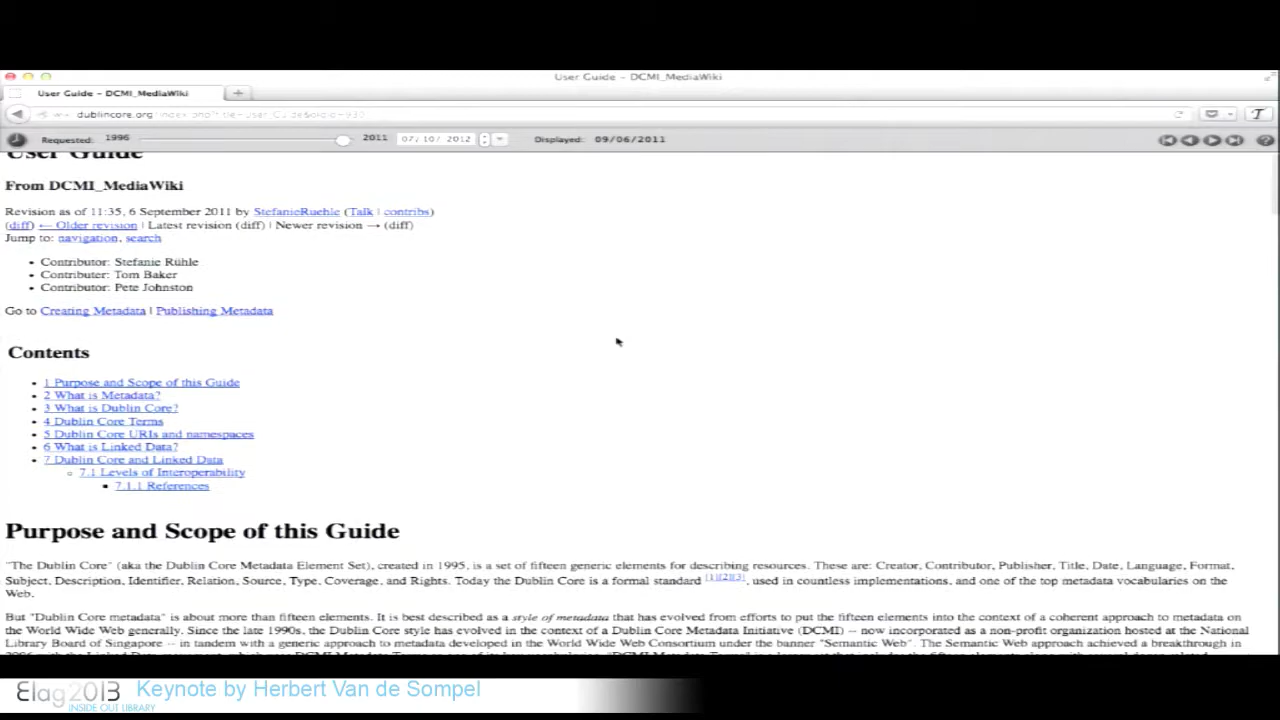 User Guide – DCMI_MediaWiki
User Guide – DCMI_MediaWiki
dublincore.org
Requested: 1996 2011 07/10/2012 Displayed: 09/06/2011
User Guide
From DCMI_MediaWiki
Revision as of 11:35, 6 September 2011 by StefanieRuehle (Talk | contribs)
(diff) ← Older revision | Latest revision (diff) | Newer revision → (diff)
Jump to: navigation, search
• Contributor: Stefanie Rühle
• Contributer: Tom Baker
• Contributor: Pete Johnston
Go to Creating Metadata | Publishing Metadata
Contents
• 1 Purpose and Scope of this Guide
• 2 What is Metadata?
• 3 What is Dublin Core?
• 4 Dublin Core Terms
• 5 Dublin Core URIs and namespaces
• 6 What is Linked Data?
• 7 Dublin Core and Linked Data
7.1 Levels of Interoperability
7.1.1 References
Purpose and Scope of this Guide
"The Dublin Core" (aka the Dublin Core Metadata Element Set), created in 1995, is a set of fifteen generic elements for describing resources. These are: Creator, Contributor, Publisher, Title, Date, Language, Format,
Subject, Description, Identifier, Relation, Source, Type, Coverage, and Rights. Today the Dublin Core is a formal standard [1][2][3], used in countless implementations, and one of the top metadata vocabularies on the
Web.
But "Dublin Core metadata" is about more than fifteen elements. It is best described as a style of metadata that has evolved from efforts to put the fifteen elements into the context of a coherent approach to metadata on
the World Wide Web generally. Since the late 1990s, the Dublin Core style has evolved in the context of a Dublin Core Metadata Initiative (DCMI) -- now incorporated as a non-profit organization hosted at the National
Library Board of Singapore -- in tandem with a generic approach to metadata developed in the World Wide Web Consortium under the banner "Semantic Web". The Semantic Web approach achieved a breakthrough in
Elag2013 Keynote by Herbert Van de Sompel
INSIDE OUT LIBRARY